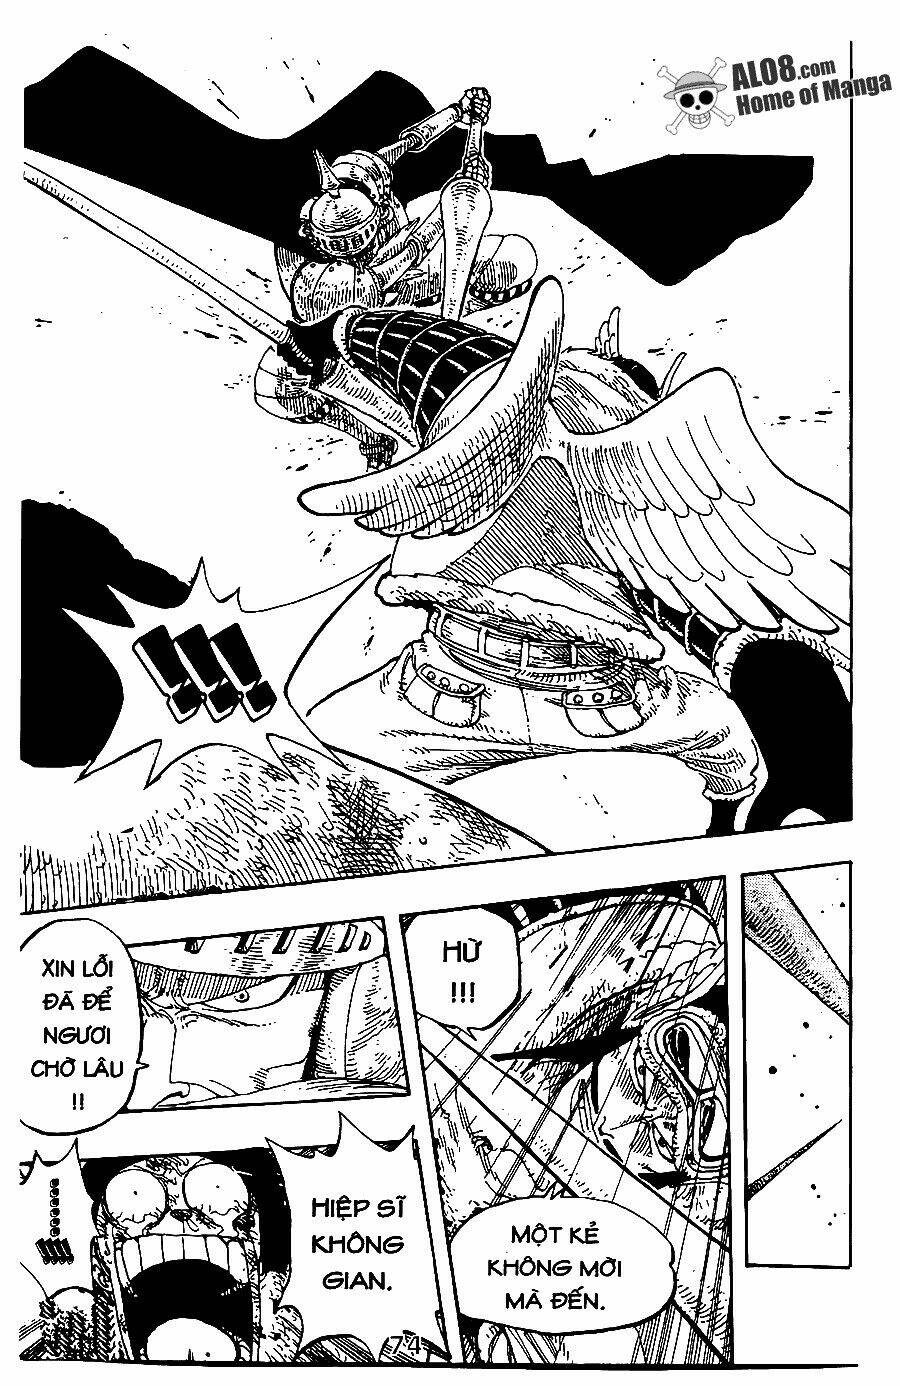 AL08.com
Home of Manga
!!!
HỪ
!!!
MỘT KẺ
KHÔNG MỜI
MÀ ĐẾN.
XIN LỖI
ĐÃ ĐỂ
NGƯƠI
CHỜ LÂU
!!
HIỆP SĨ
KHÔNG
GIAN.
......!!!
74